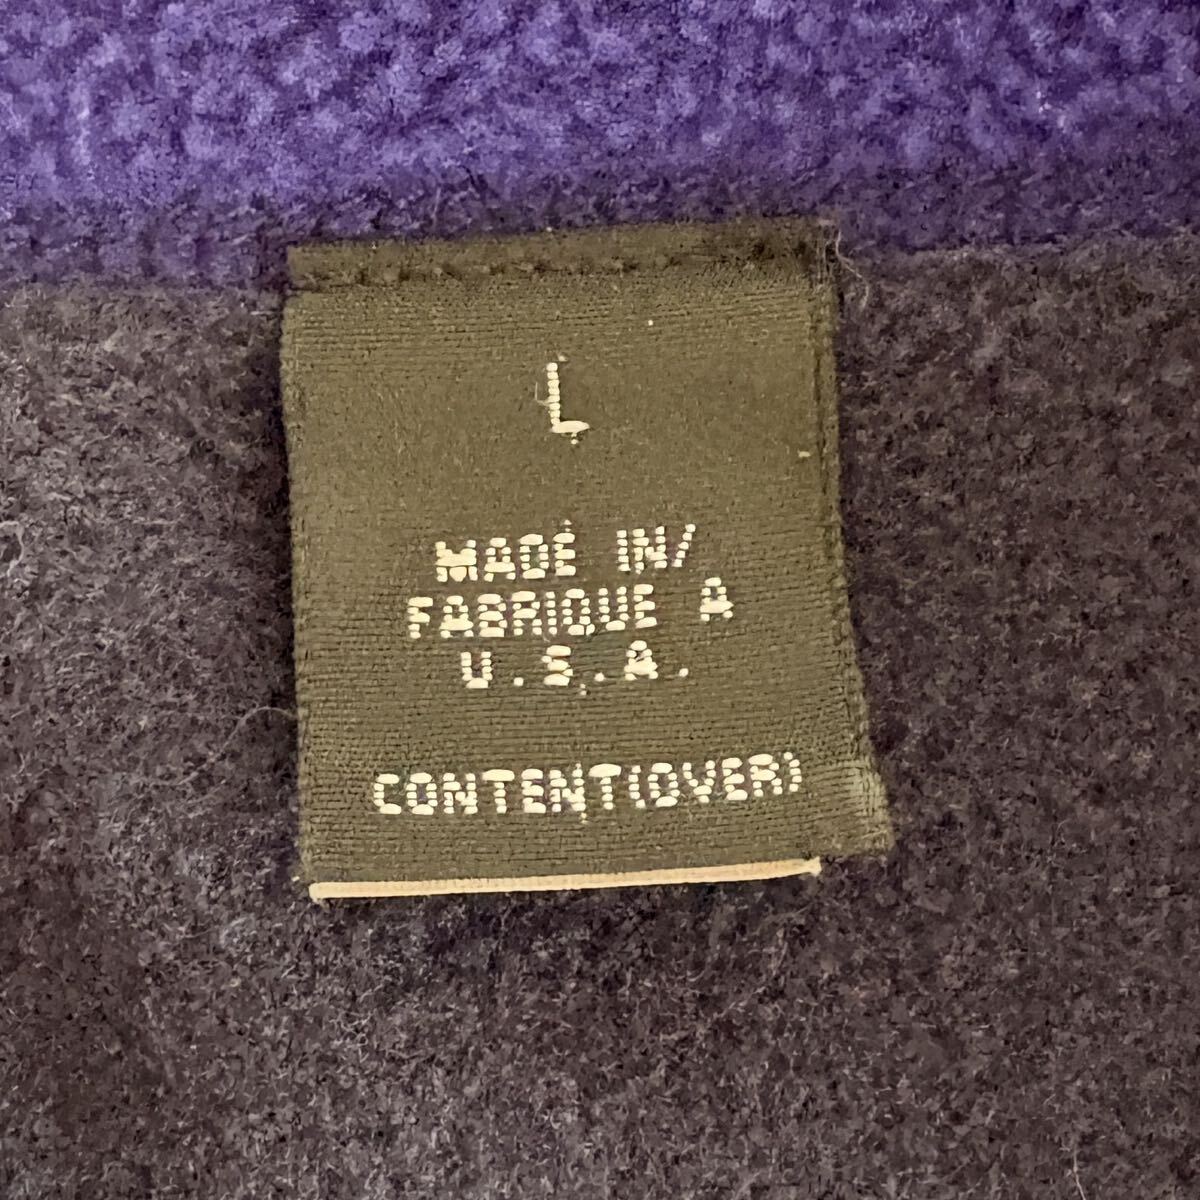 L
MADE IN/
FABRIQUE A
U.S.A.
CONTENT(OVER)